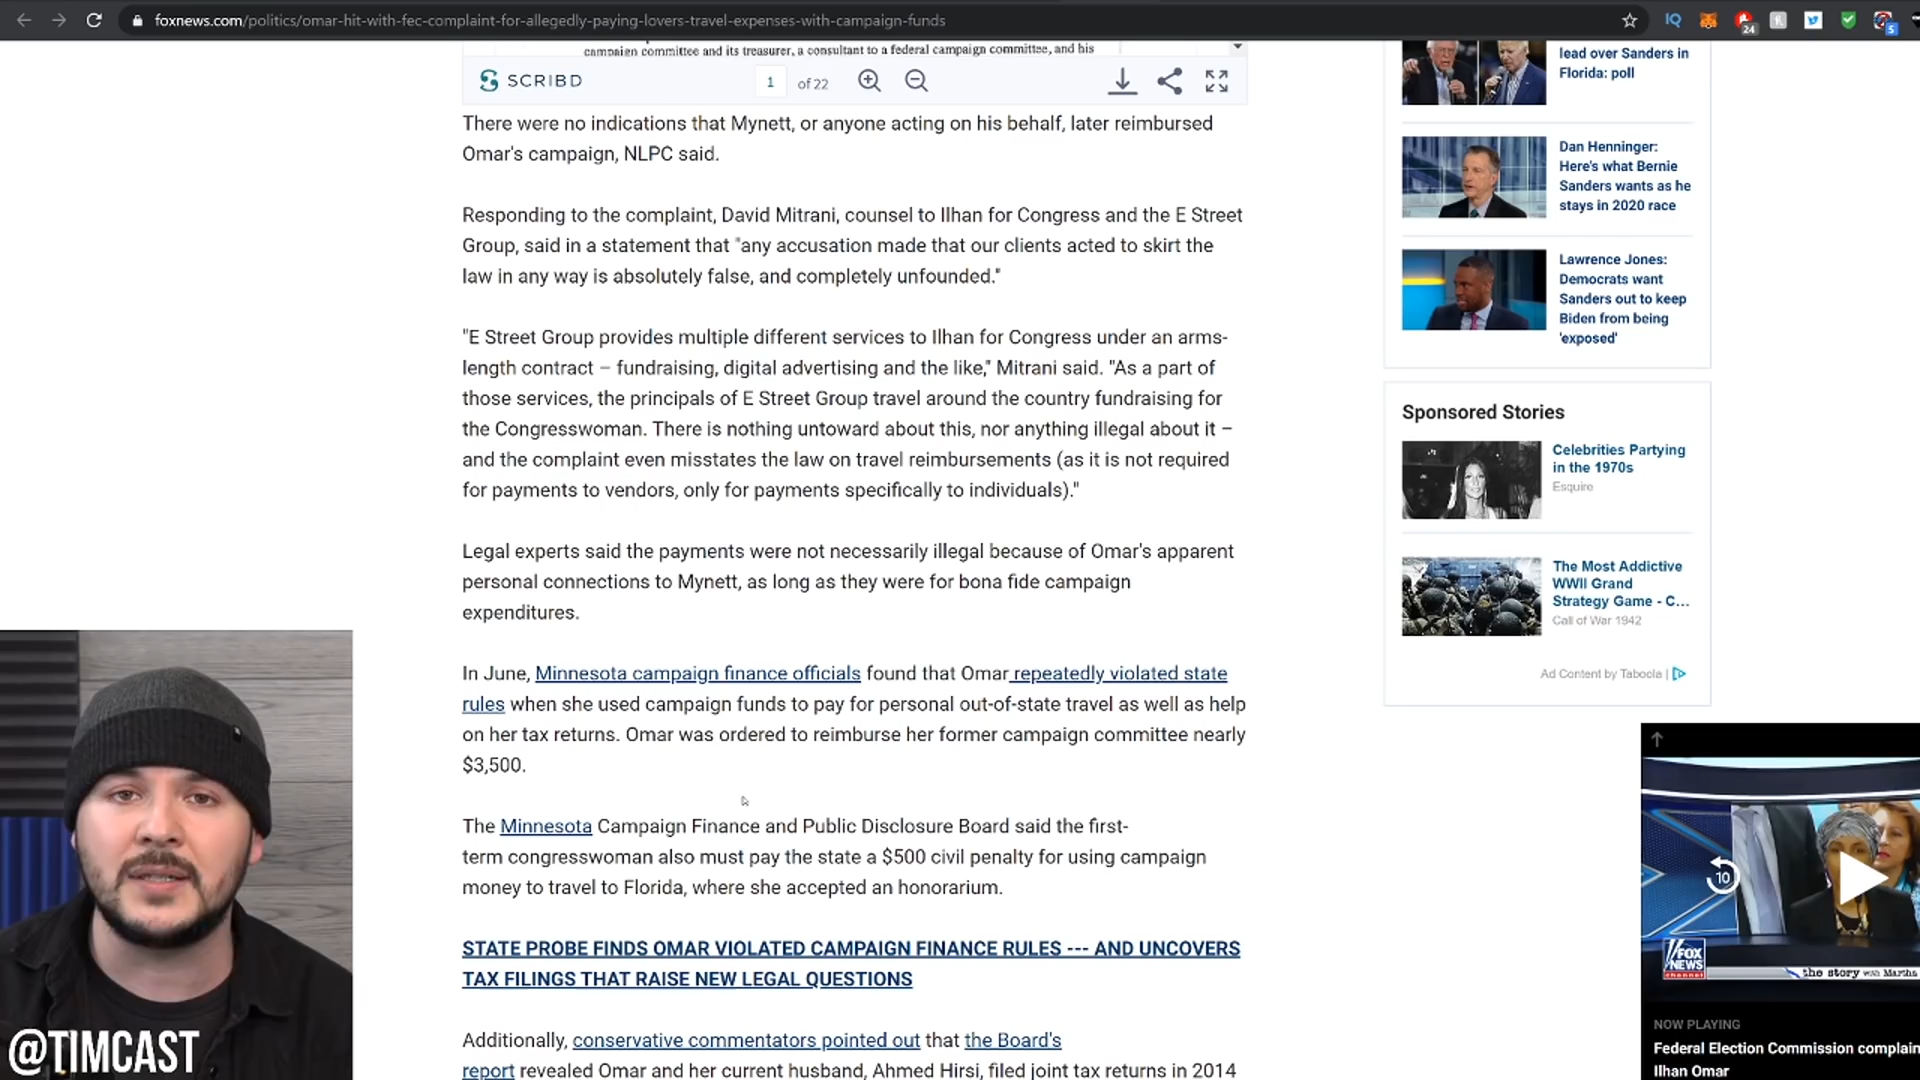 foxnews.com/politics/omar-hit-with-fec-complaint-for-allegedly-paying-lovers-travel-expenses-with-campaign-funds
IQ
24
5
campaign committee and its treasurer, a consultant to a federal campaign committee, and his
SCRIBD
1 of 22
There were no indications that Mynett, or anyone acting on his behalf, later reimbursed
Omar's campaign, NLPC said.
Responding to the complaint, David Mitrani, counsel to Ilhan for Congress and the E Street
Group, said in a statement that "any accusation made that our clients acted to skirt the
law in any way is absolutely false, and completely unfounded."
"E Street Group provides multiple different services to Ilhan for Congress under an arms-
length contract – fundraising, digital advertising and the like," Mitrani said. "As a part of
those services, the principals of E Street Group travel around the country fundraising for
the Congresswoman. There is nothing untoward about this, nor anything illegal about it –
and the complaint even misstates the law on travel reimbursements (as it is not required
for payments to vendors, only for payments specifically to individuals)."
Legal experts said the payments were not necessarily illegal because of Omar's apparent
personal connections to Mynett, as long as they were for bona fide campaign
expenditures.
In June, Minnesota campaign finance officials found that Omar repeatedly violated state
rules when she used campaign funds to pay for personal out-of-state travel as well as help
on her tax returns. Omar was ordered to reimburse her former campaign committee nearly
$3,500.
The Minnesota Campaign Finance and Public Disclosure Board said the first-
term congresswoman also must pay the state a $500 civil penalty for using campaign
money to travel to Florida, where she accepted an honorarium.
STATE PROBE FINDS OMAR VIOLATED CAMPAIGN FINANCE RULES --- AND UNCOVERS
TAX FILINGS THAT RAISE NEW LEGAL QUESTIONS
Additionally, conservative commentators pointed out that the Board's
report revealed Omar and her current husband, Ahmed Hirsi, filed joint tax returns in 2014
lead over Sanders in
Florida: poll
Dan Henninger:
Here's what Bernie
Sanders wants as he
stays in 2020 race
Lawrence Jones:
Democrats want
Sanders out to keep
Biden from being
'exposed'
Sponsored Stories
Celebrities Partying
in the 1970s
Esquire
The Most Addictive
WWII Grand
Strategy Game - C...
Call of War 1942
Ad Content by Taboola
10
FOX
NEWS
channel
the story with Martha
NOW PLAYING
Federal Election Commission complain
Ilhan Omar
@TIMCAST